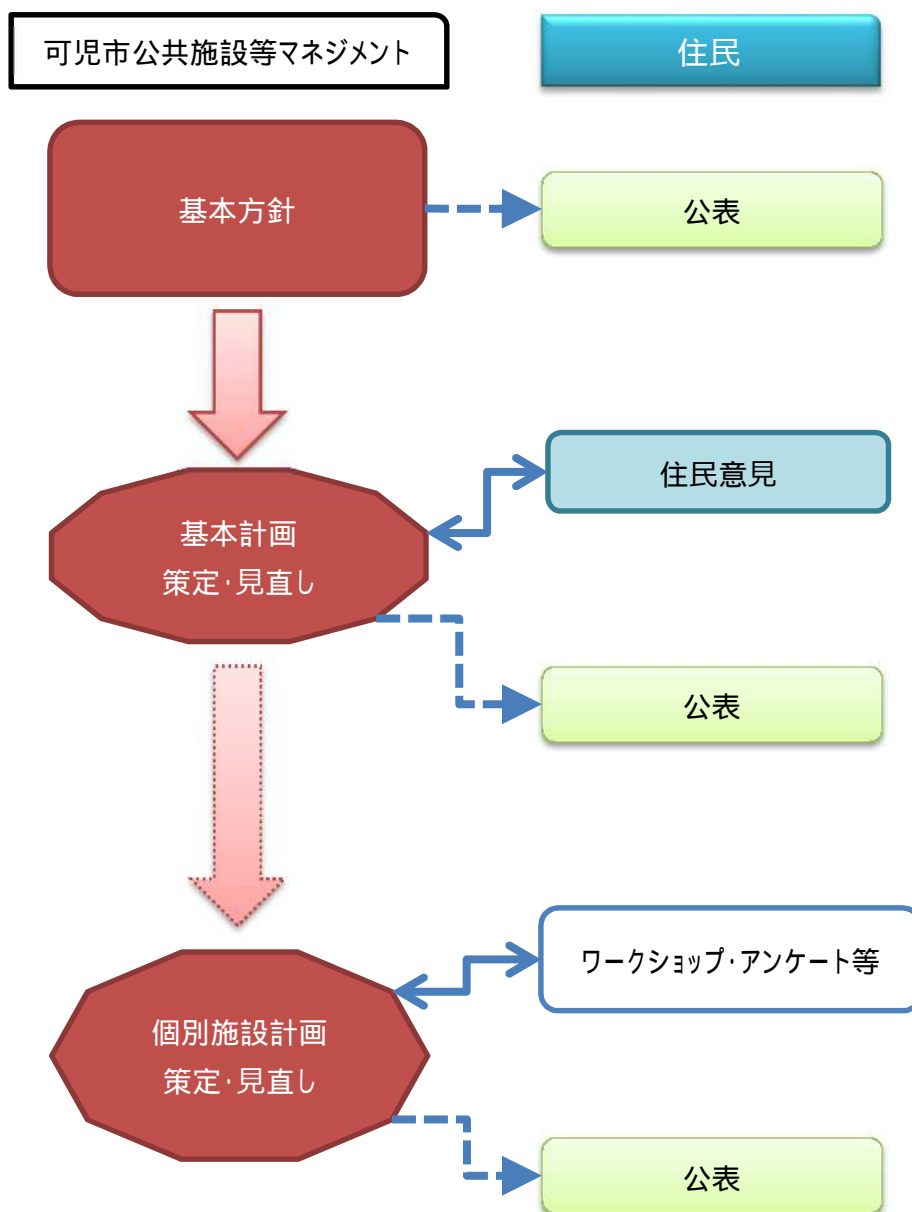 可児市公共施設等マネジメント
住民
基本方針
公表
住民意見
基本計画
策定・見直し
公表
ワークショップ・アンケート等
個別施設計画
策定・見直し
公表